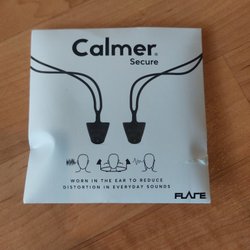 Calmer®
Secure
WORN IN THE EAR TO REDUCE
DISTORTION IN EVERYDAY SOUNDS
FLARE